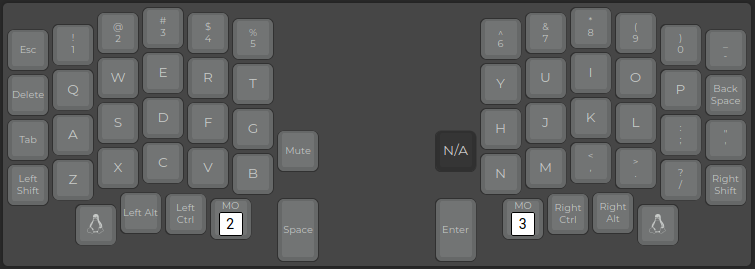 Esc
!
1
@
2
#
3
$
4
%
5
^
6
&
7
*
8
(
9
)
0
_
-
Delete
Q
W
E
R
T
Y
U
I
O
P
Back
Space
Tab
A
S
D
F
G
H
J
K
L
:
;
"
'
Left
Shift
Z
X
C
V
B
Mute
N/A
N
M
<
,
>
.
?
/
Right
Shift
Left Alt
Left
Ctrl
MO
2
Space
Enter
MO
3
Right
Ctrl
Right
Alt